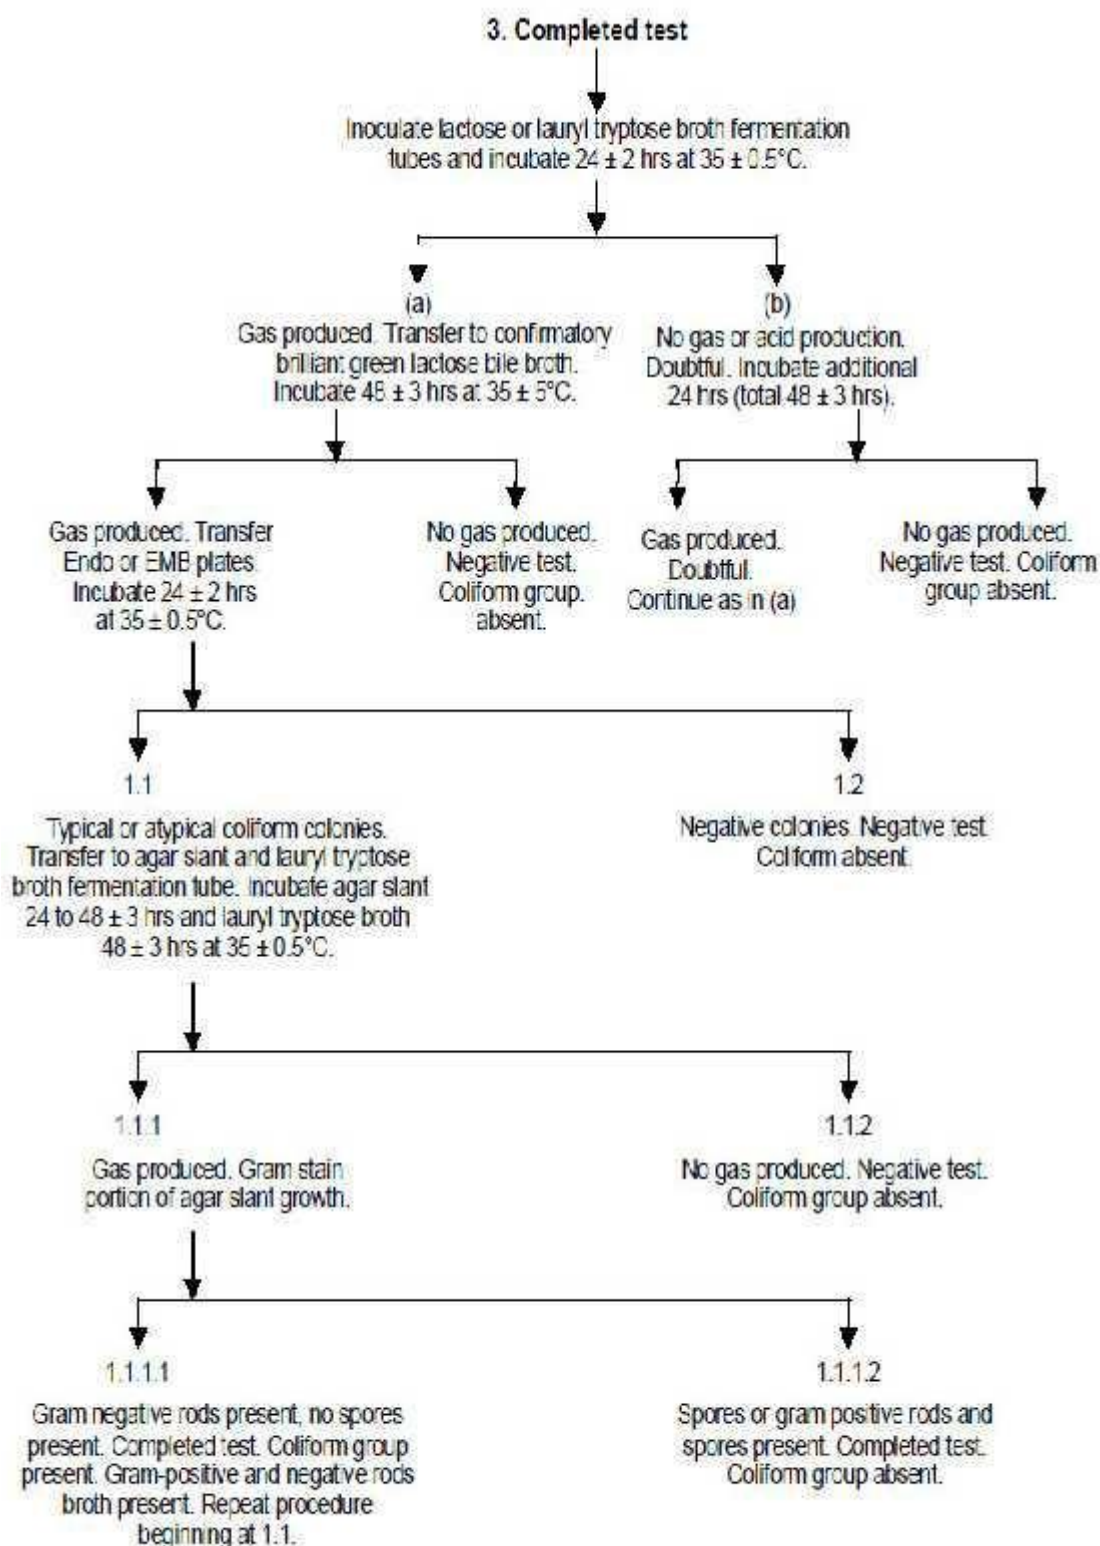 3. Completed test
Inoculate lactose or lauryl tryptose broth fermentation
tubes and incubate 24 ± 2 hrs at 35 ± 0.5°C.
(a)
Gas produced. Transfer to confirmatory
brilliant green lactose bile broth.
Incubate 48 ± 3 hrs at 35 ± 5°C.
(b)
No gas or acid production.
Doubtful. Incubate additional
24 hrs (total 48 ± 3 hrs).
Gas produced. Transfer
Endo or EMB plates.
Incubate 24 ± 2 hrs
at 35 ± 0.5°C.
No gas produced.
Negative test.
Coliform group.
absent.
Gas produced.
Doubtful.
Continue as in (a)
No gas produced.
Negative test. Coliform
group absent.
1.1
Typical or atypical coliform colonies.
Transfer to agar slant and lauryl tryptose
broth fermentation tube. Incubate agar slant
24 to 48 ± 3 hrs and lauryl tryptose broth
48 ± 3 hrs at 35 ± 0.5°C.
1.2
Negative colonies. Negative test.
Coliform absent.
1.1.1
Gas produced. Gram stain
portion of agar slant growth.
1.1.2
No gas produced. Negative test.
Coliform group absent.
1.1.1.1
Gram negative rods present, no spores
present. Completed test. Coliform group
present. Gram-positive and negative rods
broth present. Repeat procedure
beginning at 1.1.
1.1.1.2
Spores or gram positive rods and
spores present. Completed test.
Coliform group absent.